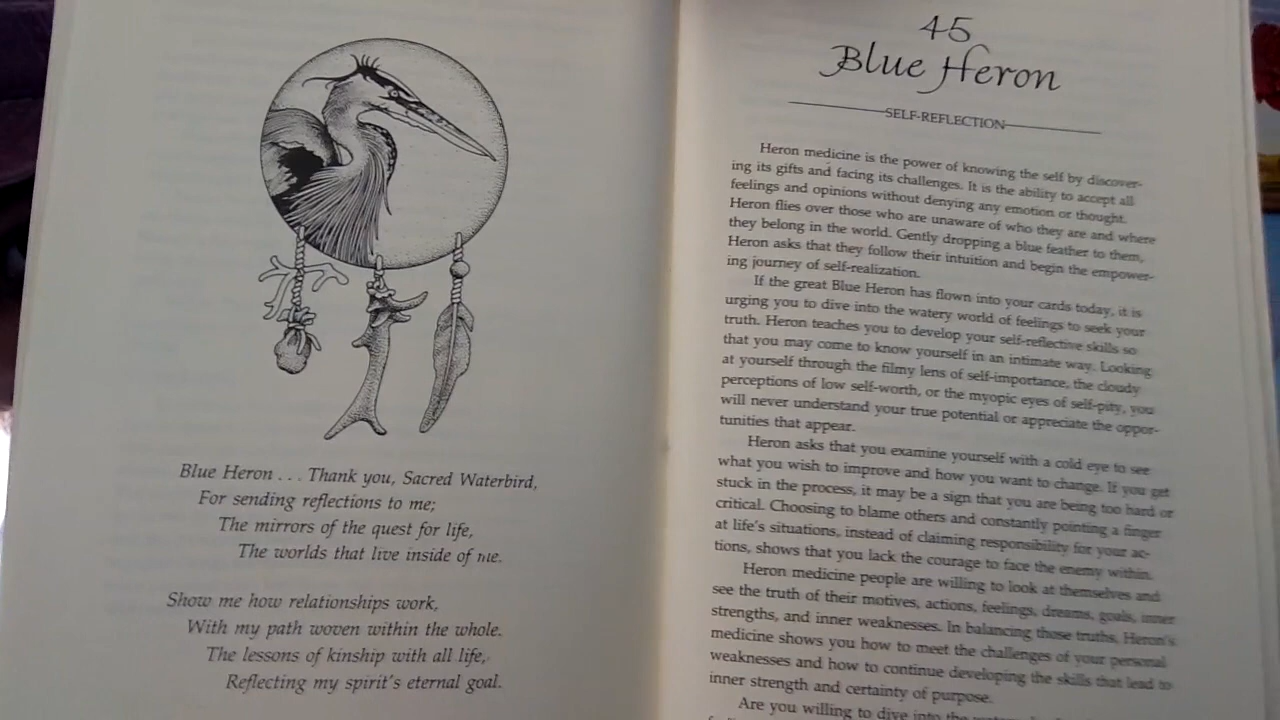 Blue Heron . . . Thank you, Sacred Waterbird,
For sending reflections to me;
The mirrors of the quest for life,
The worlds that live inside of me.
Show me how relationships work,
With my path woven within the whole.
The lessons of kinship with all life,
Reflecting my spirit's eternal goal.
45
Blue Heron
SELF-REFLECTION
Heron medicine is the power of knowing the self by discover-
ing its gifts and facing its challenges. It is the ability to accept all
feelings and opinions without denying any emotion or thought.
Heron flies over those who are unaware of who they are and where
they belong in the world. Gently dropping a blue feather to them,
Heron asks that they follow their intuition and begin the empower-
ing journey of self-realization.
If the great Blue Heron has flown into your cards today, it is
urging you to dive into the watery world of feelings to seek your
truth. Heron teaches you to develop your self-reflective skills so
that you may come to know yourself in an intimate way. Looking
at yourself through the filmy lens of self-importance, the cloudy
perceptions of low self-worth, or the myopic eyes of self-pity, you
will never understand your true potential or appreciate the oppor-
tunities that appear.
Heron asks that you examine yourself with a cold eye to see
what you wish to improve and how you want to change. If you get
stuck in the process, it may be a sign that you are being too hard or
critical. Choosing to blame others and constantly pointing a finger
at life's situations, instead of claiming responsibility for your ac-
tions, shows that you lack the courage to face the enemy within.
Heron medicine people are willing to look at themselves and
see the truth of their motives, actions, feelings, dreams, goals, inner
strengths, and inner weaknesses. In balancing those truths, Heron's
medicine shows you how to meet the challenges of your personal
weaknesses and how to continue developing the skills that lead to
inner strength and certainty of purpose.
Are you willing to dive into the